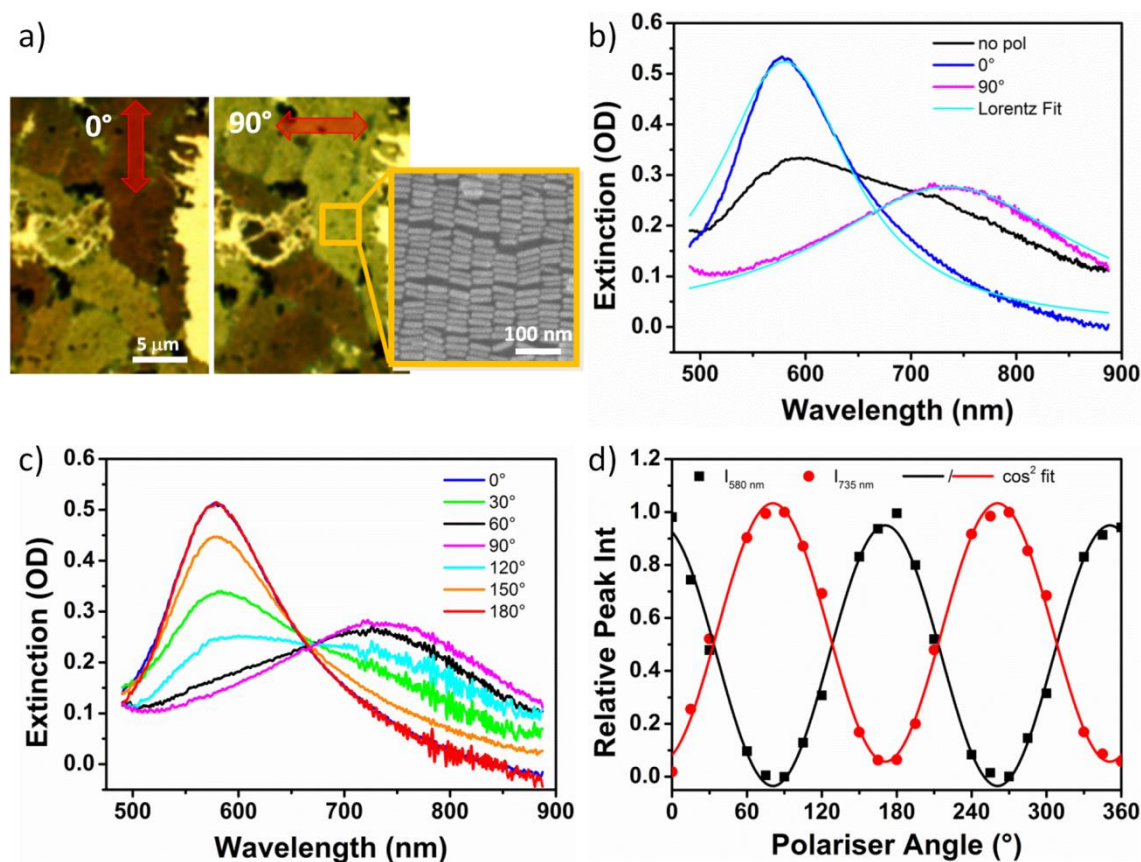 a)
0°
90°
5 µm
100 nm
b)
0.6
0.5
0.4
0.3
0.2
0.1
0.0
Extinction (OD)
500 600 700 800 900
Wavelength (nm)
no pol
0°
90°
Lorentz Fit
c)
0.6
0.5
0.4
0.3
0.2
0.1
0.0
Extinction (OD)
500 600 700 800 900
Wavelength (nm)
0°
30°
60°
90°
120°
150°
180°
d)
I580 nm I735 nm / cos² fit
1.2
1.0
0.8
0.6
0.4
0.2
0.0
Relative Peak Int
0 60 120 180 240 300 360
Polariser Angle (°)